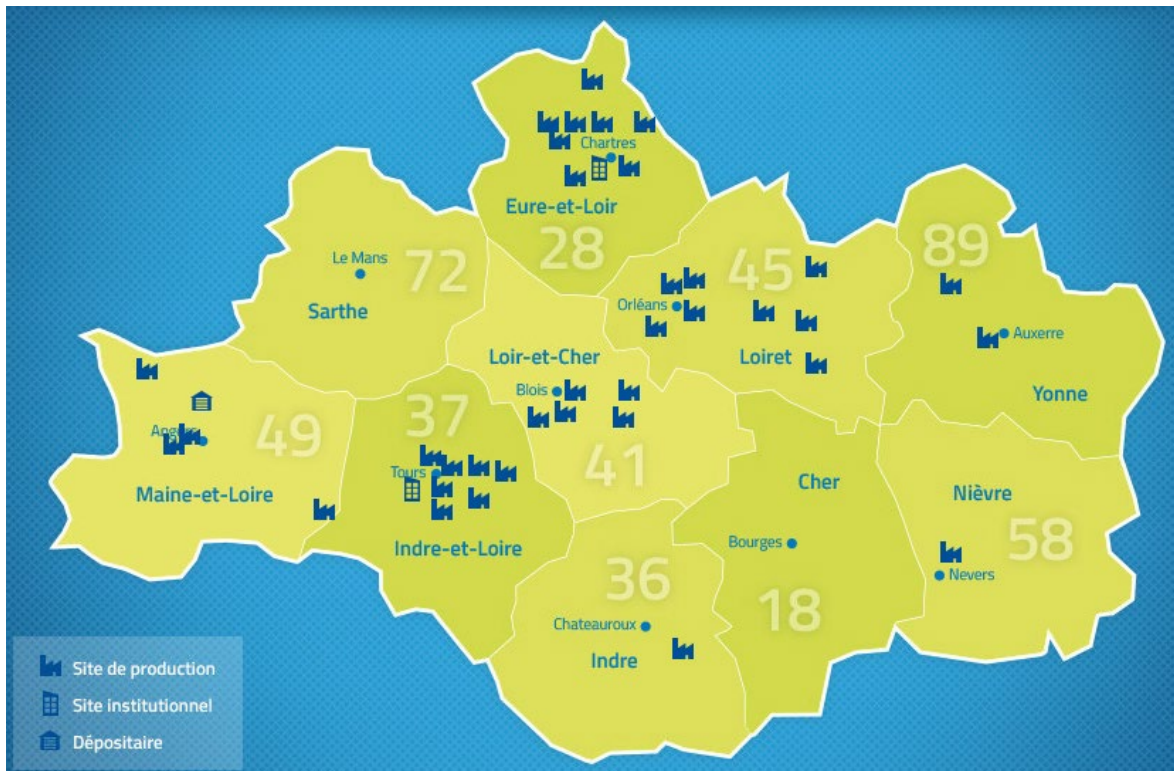 Chartres
Eure-et-Loir
28
Le Mans
72
Sarthe
45
Orléans
Loiret
89
Auxerre
Yonne
Loir-et-Cher
Blois
41
Angers
49
Maine-et-Loire
37
Tours
Indre-et-Loire
Cher
Bourges
18
Nièvre
58
Nevers
36
Chateauroux
Indre
Site de production
Site institutionnel
Dépositaire